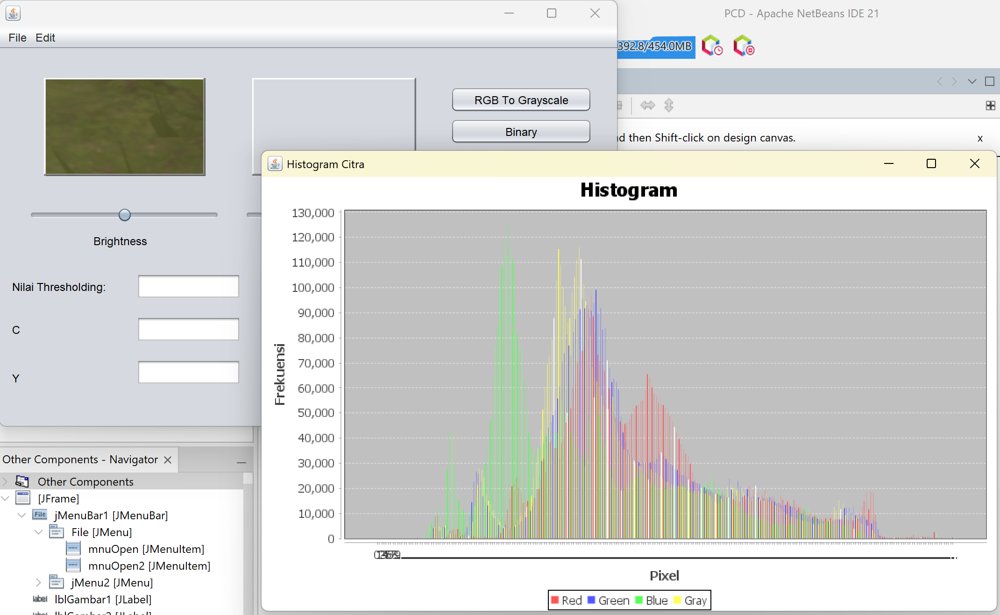 PCD - Apache NetBeans IDE 21
File Edit
392.8/454.0MB
RGB To Grayscale
Binary
d then Shift-click on design canvas.
x
Histogram Citra
Histogram
130,000
120,000
110,000
100,000
90,000
80,000
70,000
60,000
50,000
40,000
30,000
20,000
10,000
0
Frekuensi
Pixel
Red Green Blue Gray
Brightness
Nilai Thresholding:
C
Y
Other Components - Navigator
Other Components
[JFrame]
File jMenuBar1 [JMenuBar]
File [JMenu]
mnuOpen [JMenuItem]
mnuOpen2 [JMenuItem]
jMenu2 [JMenu]
label lblGambar1 [JLabel]